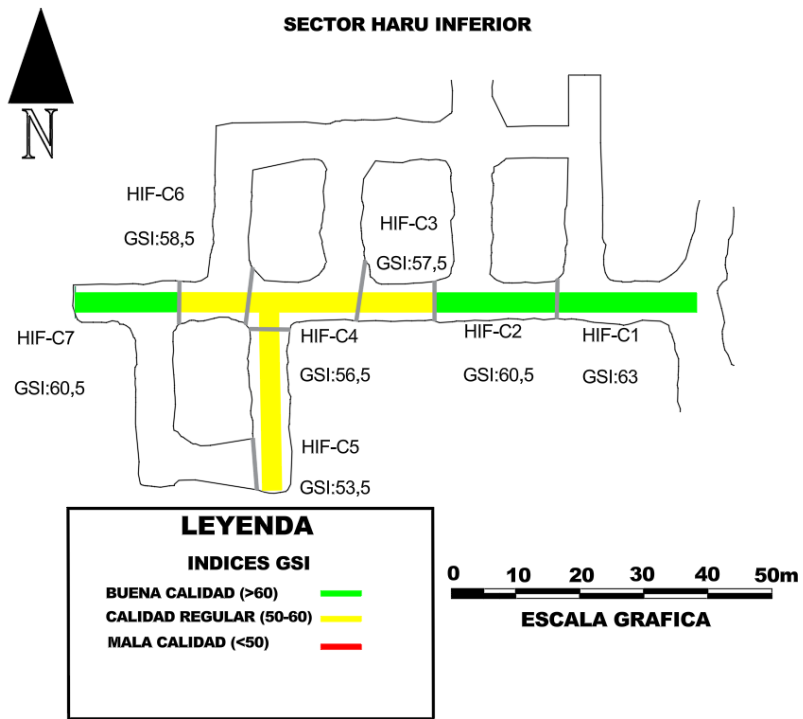 SECTOR HARU INFERIOR
N
HIF-C6
GSI:58,5
HIF-C3
GSI:57,5
HIF-C7
GSI:60,5
HIF-C4
GSI:56,5
HIF-C2
GSI:60,5
HIF-C1
GSI:63
HIF-C5
GSI:53,5
LEYENDA
INDICES GSI
BUENA CALIDAD (>60)
CALIDAD REGULAR (50-60)
MALA CALIDAD (<50)
0 10 20 30 40 50m
ESCALA GRAFICA